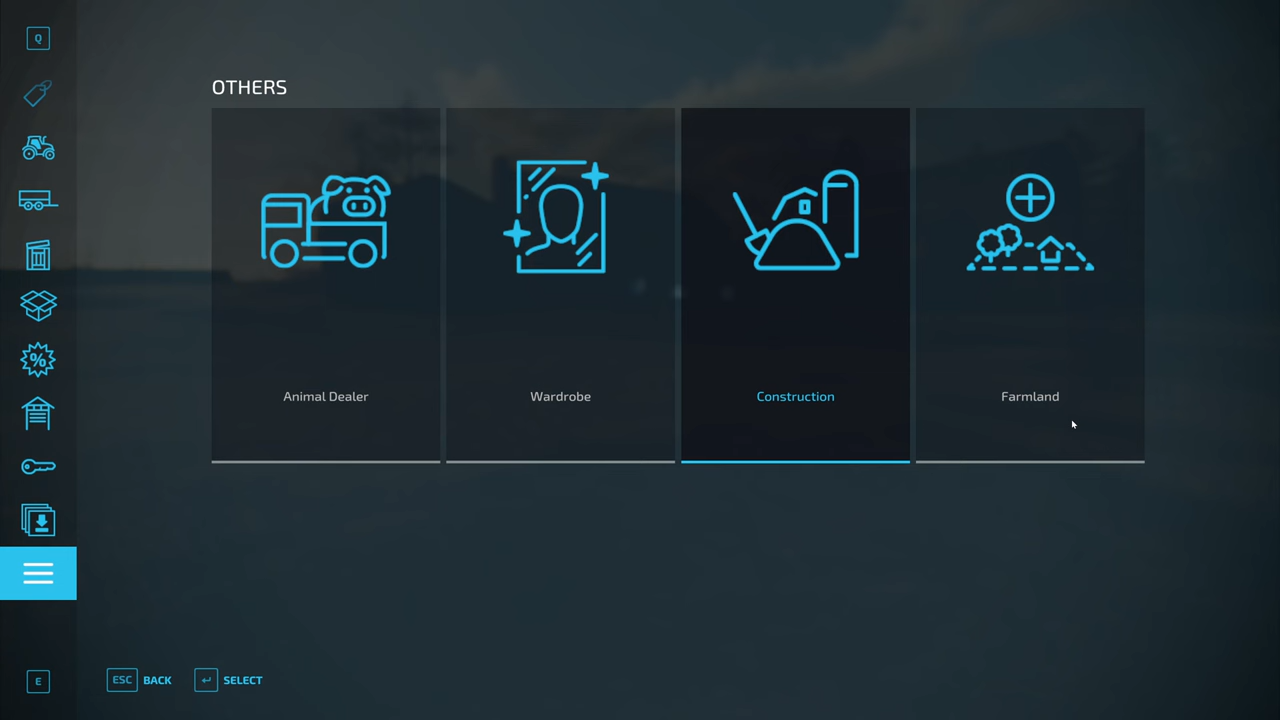 Q
OTHERS
%
Animal Dealer
Wardrobe
Construction
Farmland
E
ESC BACK ↵ SELECT